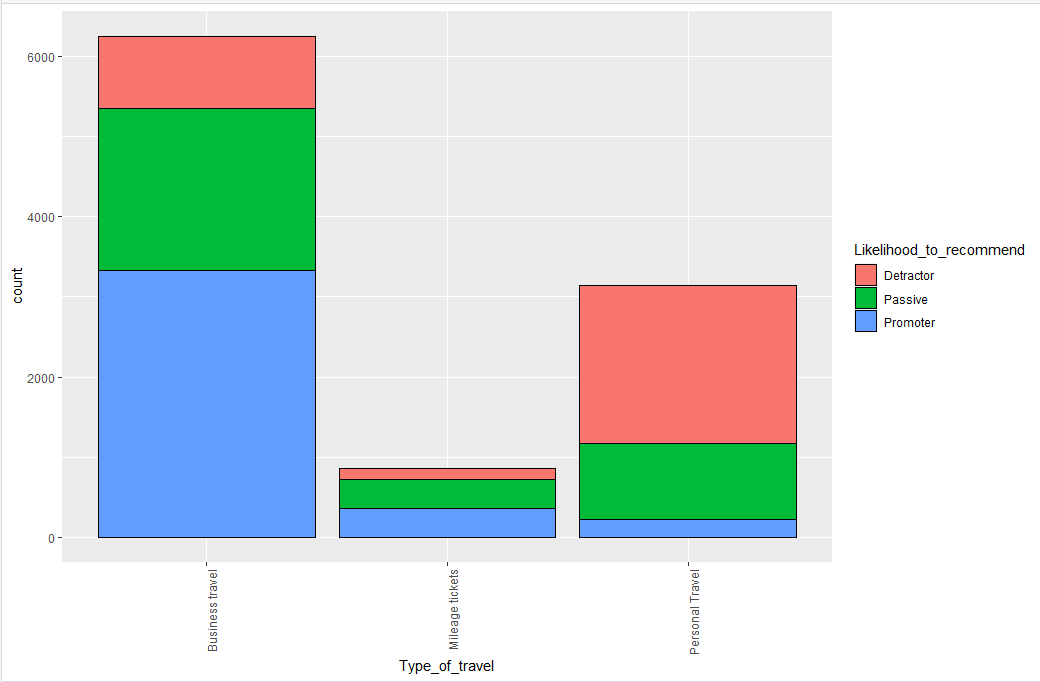 6000
4000
2000
0
count
Business travel
Mileage tickets
Personal Travel
Type_of_travel
Likelihood_to_recommend
Detractor
Passive
Promoter